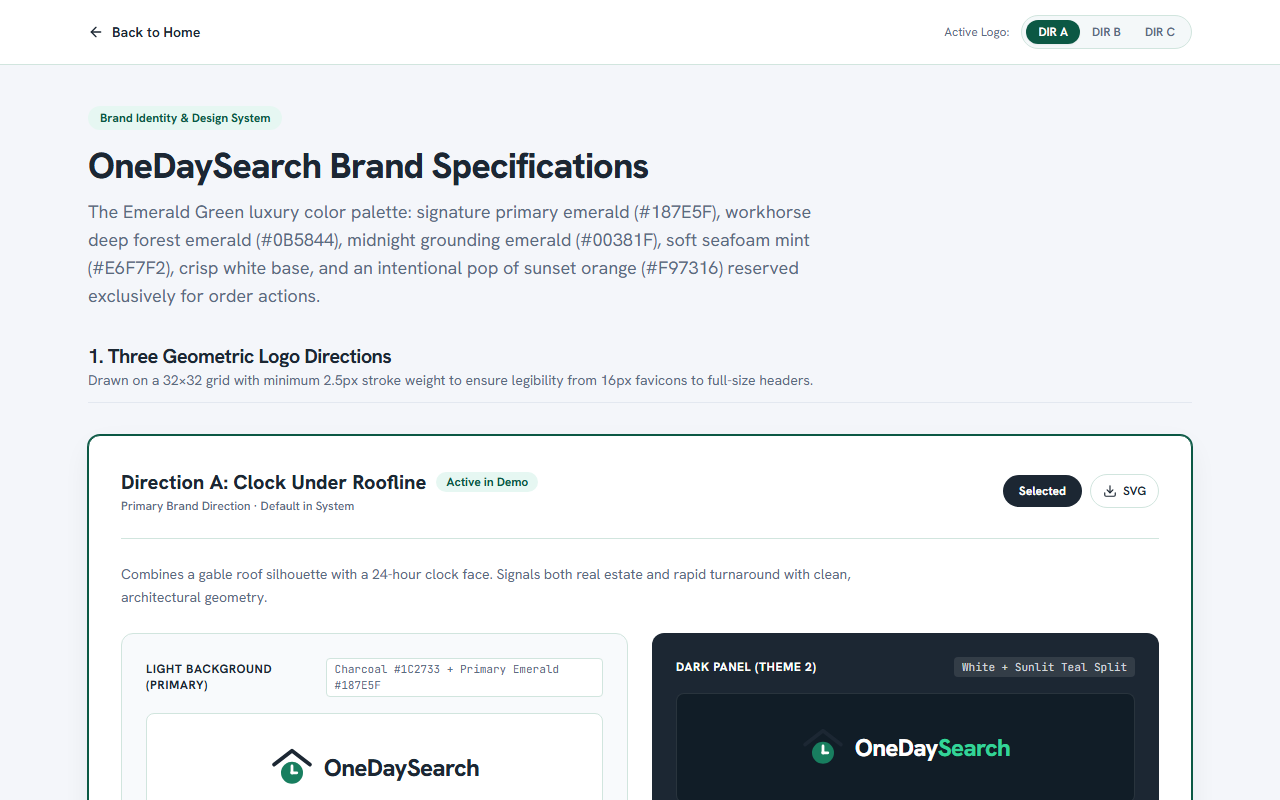 Back to Home
Active Logo:
DIR A
DIR B
DIR C
Brand Identity & Design System
OneDaySearch Brand Specifications
The Emerald Green luxury color palette: signature primary emerald (#187E5F), workhorse
deep forest emerald (#0B5844), midnight grounding emerald (#00381F), soft seafoam mint
(#E6F7F2), crisp white base, and an intentional pop of sunset orange (#F97316) reserved
exclusively for order actions.
1. Three Geometric Logo Directions
Drawn on a 32×32 grid with minimum 2.5px stroke weight to ensure legibility from 16px favicons to full-size headers.
Direction A: Clock Under Roofline
Active in Demo
Primary Brand Direction · Default in System
Selected
SVG
Combines a gable roof silhouette with a 24-hour clock face. Signals both real estate and rapid turnaround with clean,
architectural geometry.
LIGHT BACKGROUND
(PRIMARY)
Charcoal #1C2733 + Primary Emerald
#187E5F
OneDaySearch
DARK PANEL (THEME 2)
White + Sunlit Teal Split
OneDaySearch